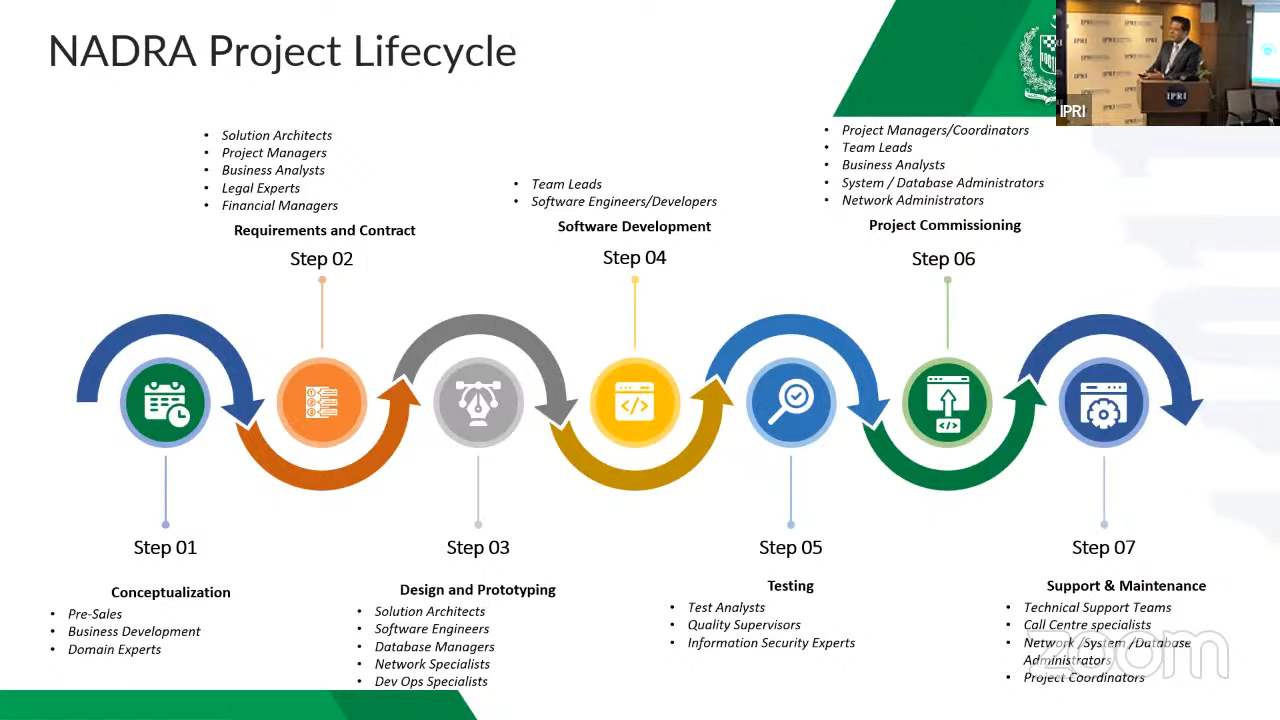 NADRA Project Lifecycle
IPRI
IPRI
• Solution Architects
• Project Managers
• Business Analysts
• Legal Experts
• Financial Managers
Requirements and Contract
Step 02
• Team Leads
• Software Engineers/Developers
Software Development
Step 04
• Project Managers/Coordinators
• Team Leads
• Business Analysts
• System / Database Administrators
• Network Administrators
Project Commissioning
Step 06
Step 01
Conceptualization
• Pre-Sales
• Business Development
• Domain Experts
Step 03
Design and Prototyping
• Solution Architects
• Software Engineers
• Database Managers
• Network Specialists
• Dev Ops Specialists
Step 05
Testing
• Test Analysts
• Quality Supervisors
• Information Security Experts
Step 07
Support & Maintenance
• Technical Support Teams
• Call Centre specialists
• Network /System /Database
Administrators
• Project Coordinators
zoom